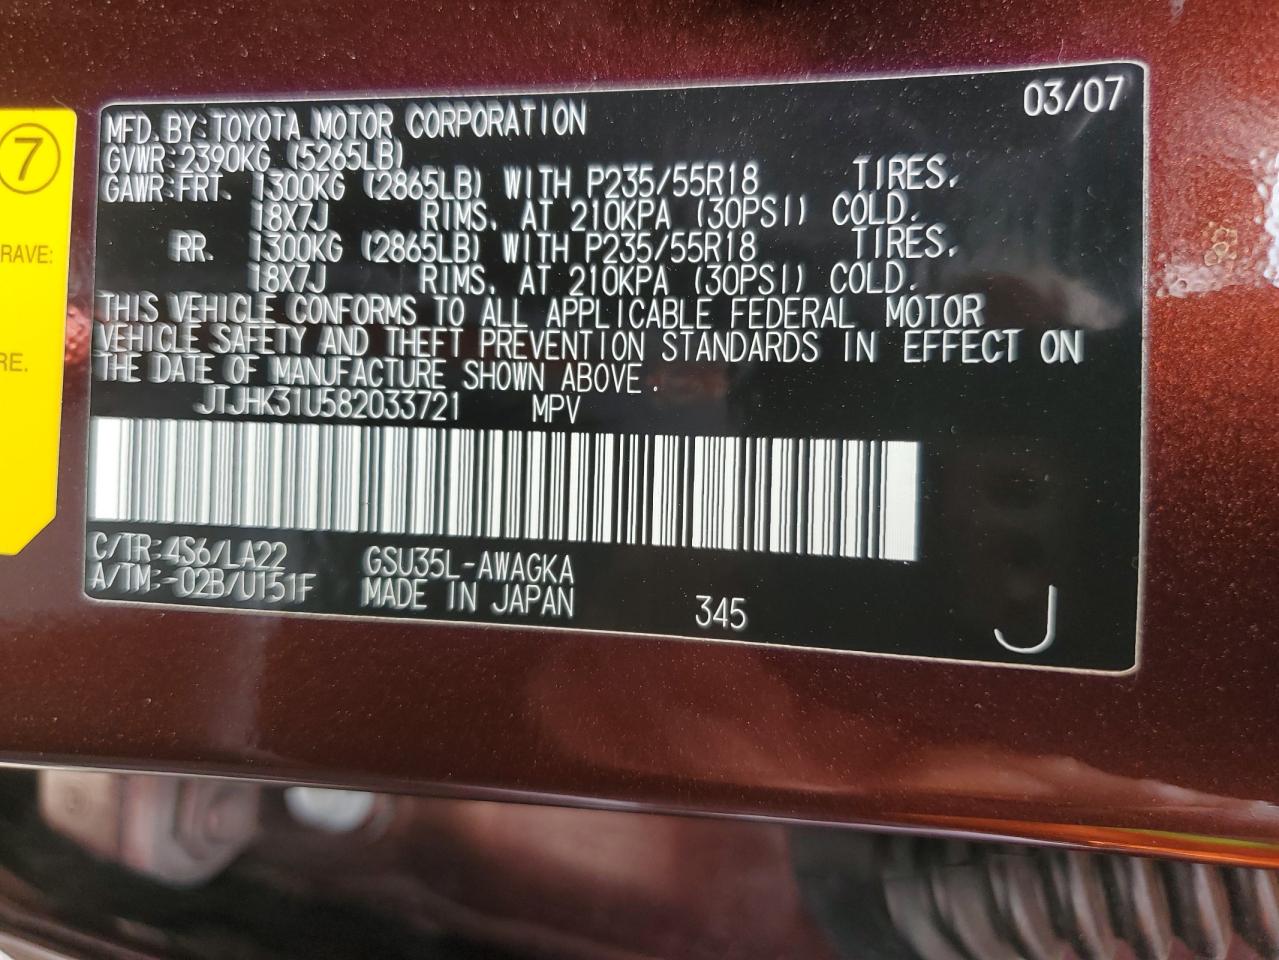 03/07
MFD. BY:TOYOTA MOTOR CORPORATION
GVWR:2390KG (5265LB)
GAWR:FRT. 1300KG (2865LB) WITH P235/55R18 TIRES,
18X7J RIMS, AT 210KPA (30PSI) COLD.
RR. 1300KG (2865LB) WITH P235/55R18 TIRES,
18X7J RIMS, AT 210KPA (30PSI) COLD.
THIS VEHICLE CONFORMS TO ALL APPLICABLE FEDERAL MOTOR
VEHICLE SAFETY AND THEFT PREVENTION STANDARDS IN EFFECT ON
THE DATE OF MANUFACTURE SHOWN ABOVE.
JTJHK31U582033721 MPV
C/TR:4S6/LA22 GSU35L-AWAGKA
A/TM:-02B/U151F MADE IN JAPAN
345 J
7
RAVE:
RE.